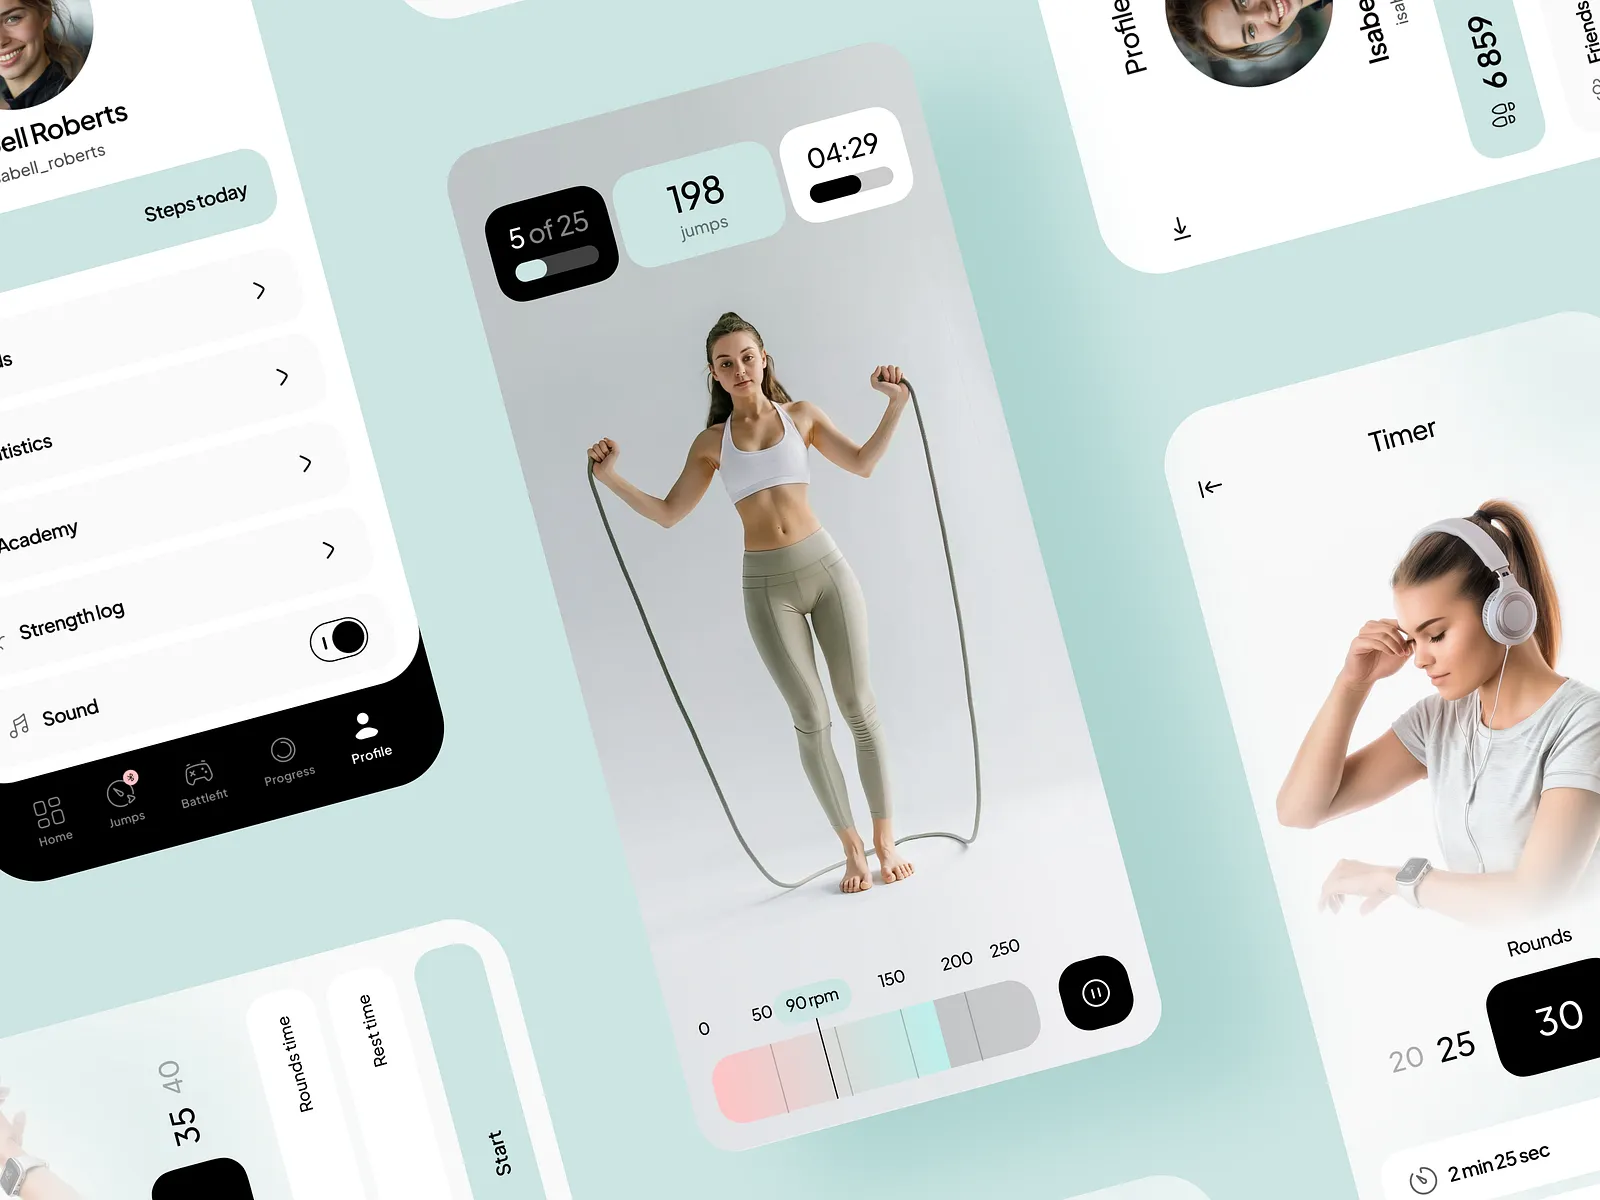 ell Roberts
abell_roberts
Steps today
ds
tistics
Academy
Strength log
Sound
Home
Jumps
Battlefit
Progress
Profile
5 of 25
198
jumps
04:29
0
50
90 rpm
150
200
250
Profile
Isabe
isa
6 859
Friends
Timer
Rounds
20
25
30
2 min 25 sec
35
40
Rounds time
Rest time
Start